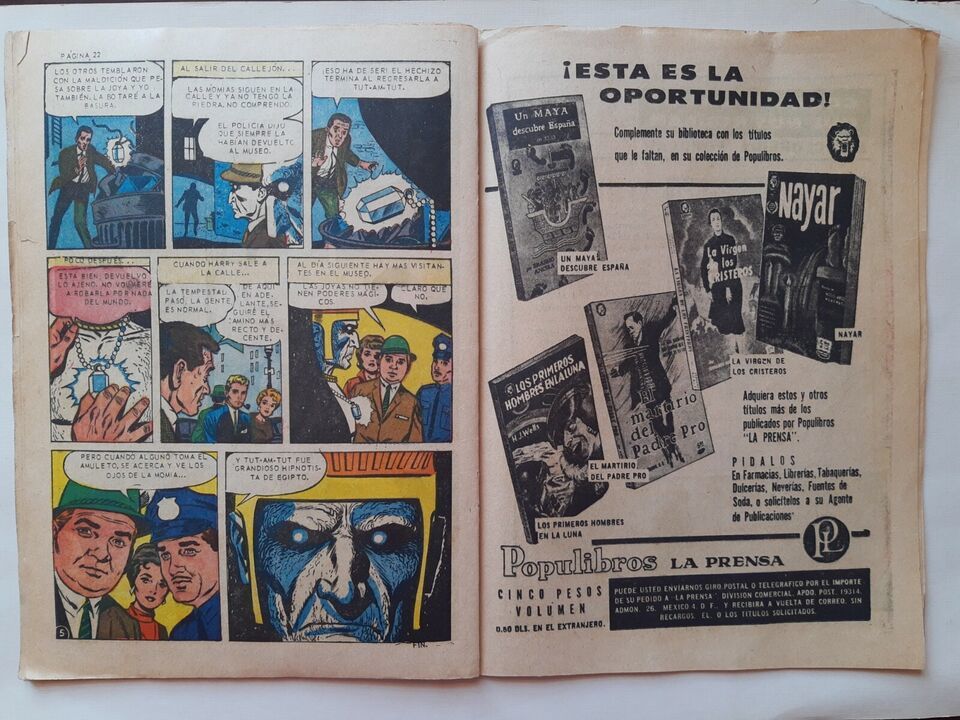 PAGINA 22
LOS OTROS TEMBLARON
CON LA MALDICIÓN QUE PE-
SA SOBRE LA JOYA Y YO
TAMBIÉN. LA BOTARÉ A LA
BASURA.
AL SALIR DEL CALLEJÓN...
LAS MOMIAS SIGUEN EN LA
CALLE Y YA NO TENGO LA
PIEDRA, NO COMPRENDO.
EL POLICIA DIJO
QUE SIEMPRE LA
HABIAN DEVUELTO
AL MUSEO.
¡ESO HA DE SER! EL HECHIZO
TERMINA AL REGRESARLA A
TUT-AM-TUT.
POCO DESPUES...
ESTA BIEN, DEVUELVO
LO AJENO. NO VOLVERE
A ROBARLA POR NADA
DEL MUNDO.
CUANDO HARRY SALE A
LA CALLE...
LA TEMPESTAD
PASO, LA GENTE
ES NORMAL.
DE AQUI
EN ADE-
LANTE, SE-
GUIRÉ EL
CAMINO MAS
RECTO Y DE-
CENTE.
AL DIA SIGUIENTE HAY MAS VISITAN-
TES EN EL MUSEO.
LAS JOYAS NO TIE-
NEN PODERES MÁGI-
COS.
CLARO QUE
NO.
PERO CUANDO ALGUNO TOMA EL
AMULETO, SE ACERCA Y VE LOS
OJOS DE LA MOMIA...
Y TUT-AM-TUT FUE
GRANDIOSO HIPNOTIS-
TA DE EGIPTO.
5
FIN.
¡ESTA ES LA
OPORTUNIDAD!
Complemente su biblioteca con los títulos
que le faltan, en su colección de Populibros.
Un MAYA
descubre España
UN MAYA
DESCUBRE ESPAÑA
La Virgen
de los
CRISTEROS
LA VIRGEN DE
LOS CRISTEROS
Nayar
NAYAR
El
martirio
del
Padre Pro
EL MARTIRIO
DEL PADRE PRO
LOS PRIMEROS
HOMBRES EN LA LUNA
H.J. Wells
LOS PRIMEROS HOMBRES
EN LA LUNA
Adquiera estos y otros
títulos más de los
publicados por Populibros
"LA PRENSA".
PIDALOS
En Farmacias, Librerías, Tabaquerías,
Dulcerías, Neverías, Fuentes de
Soda, o solicítelos a su Agente
de Publicaciones
PL
Populibros LA PRENSA
CINCO PESOS
VOLUMEN
0.50 DLS. EN EL EXTRANJERO.
PUEDE USTED ENVIARNOS GIRO POSTAL O TELEGRAFICO POR EL IMPORTE
DE SU PEDIDO A "LA PRENSA". DIVISION COMERCIAL. APDO. POST. 19314.
ADMON. 26. MEXICO 4. D.F. Y RECIBIRA A VUELTA DE CORREO. SIN
RECARGOS. EL. O LOS TITULOS SOLICITADOS.